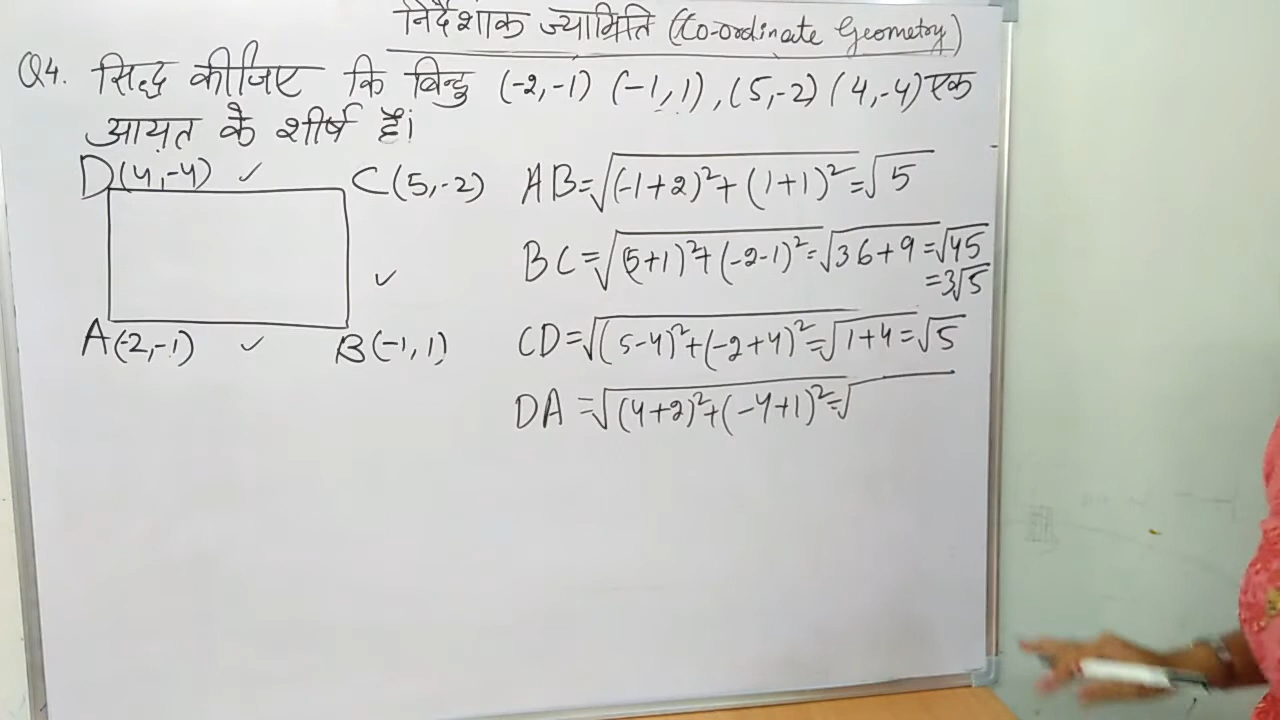 निर्देशांक ज्यामिति (Co-ordinate Geometry)
Q4. सिद्ध कीजिए कि बिन्दु (-2,-1) (-1,1), (5,-2) (4,-4) एक
आयत के शीर्ष हैं।
D(4,-4) ✓ C(5,-2)
✓
A(-2,-1) ✓ B(-1,1)
AB=√(-1+2)²+(1+1)²=√5
BC=√(5+1)²+(-2-1)²=√36+9=√45
=3√5
CD=√(5-4)²+(-2+4)²=√1+4=√5
DA=√(4+2)²+(-4+1)²=√